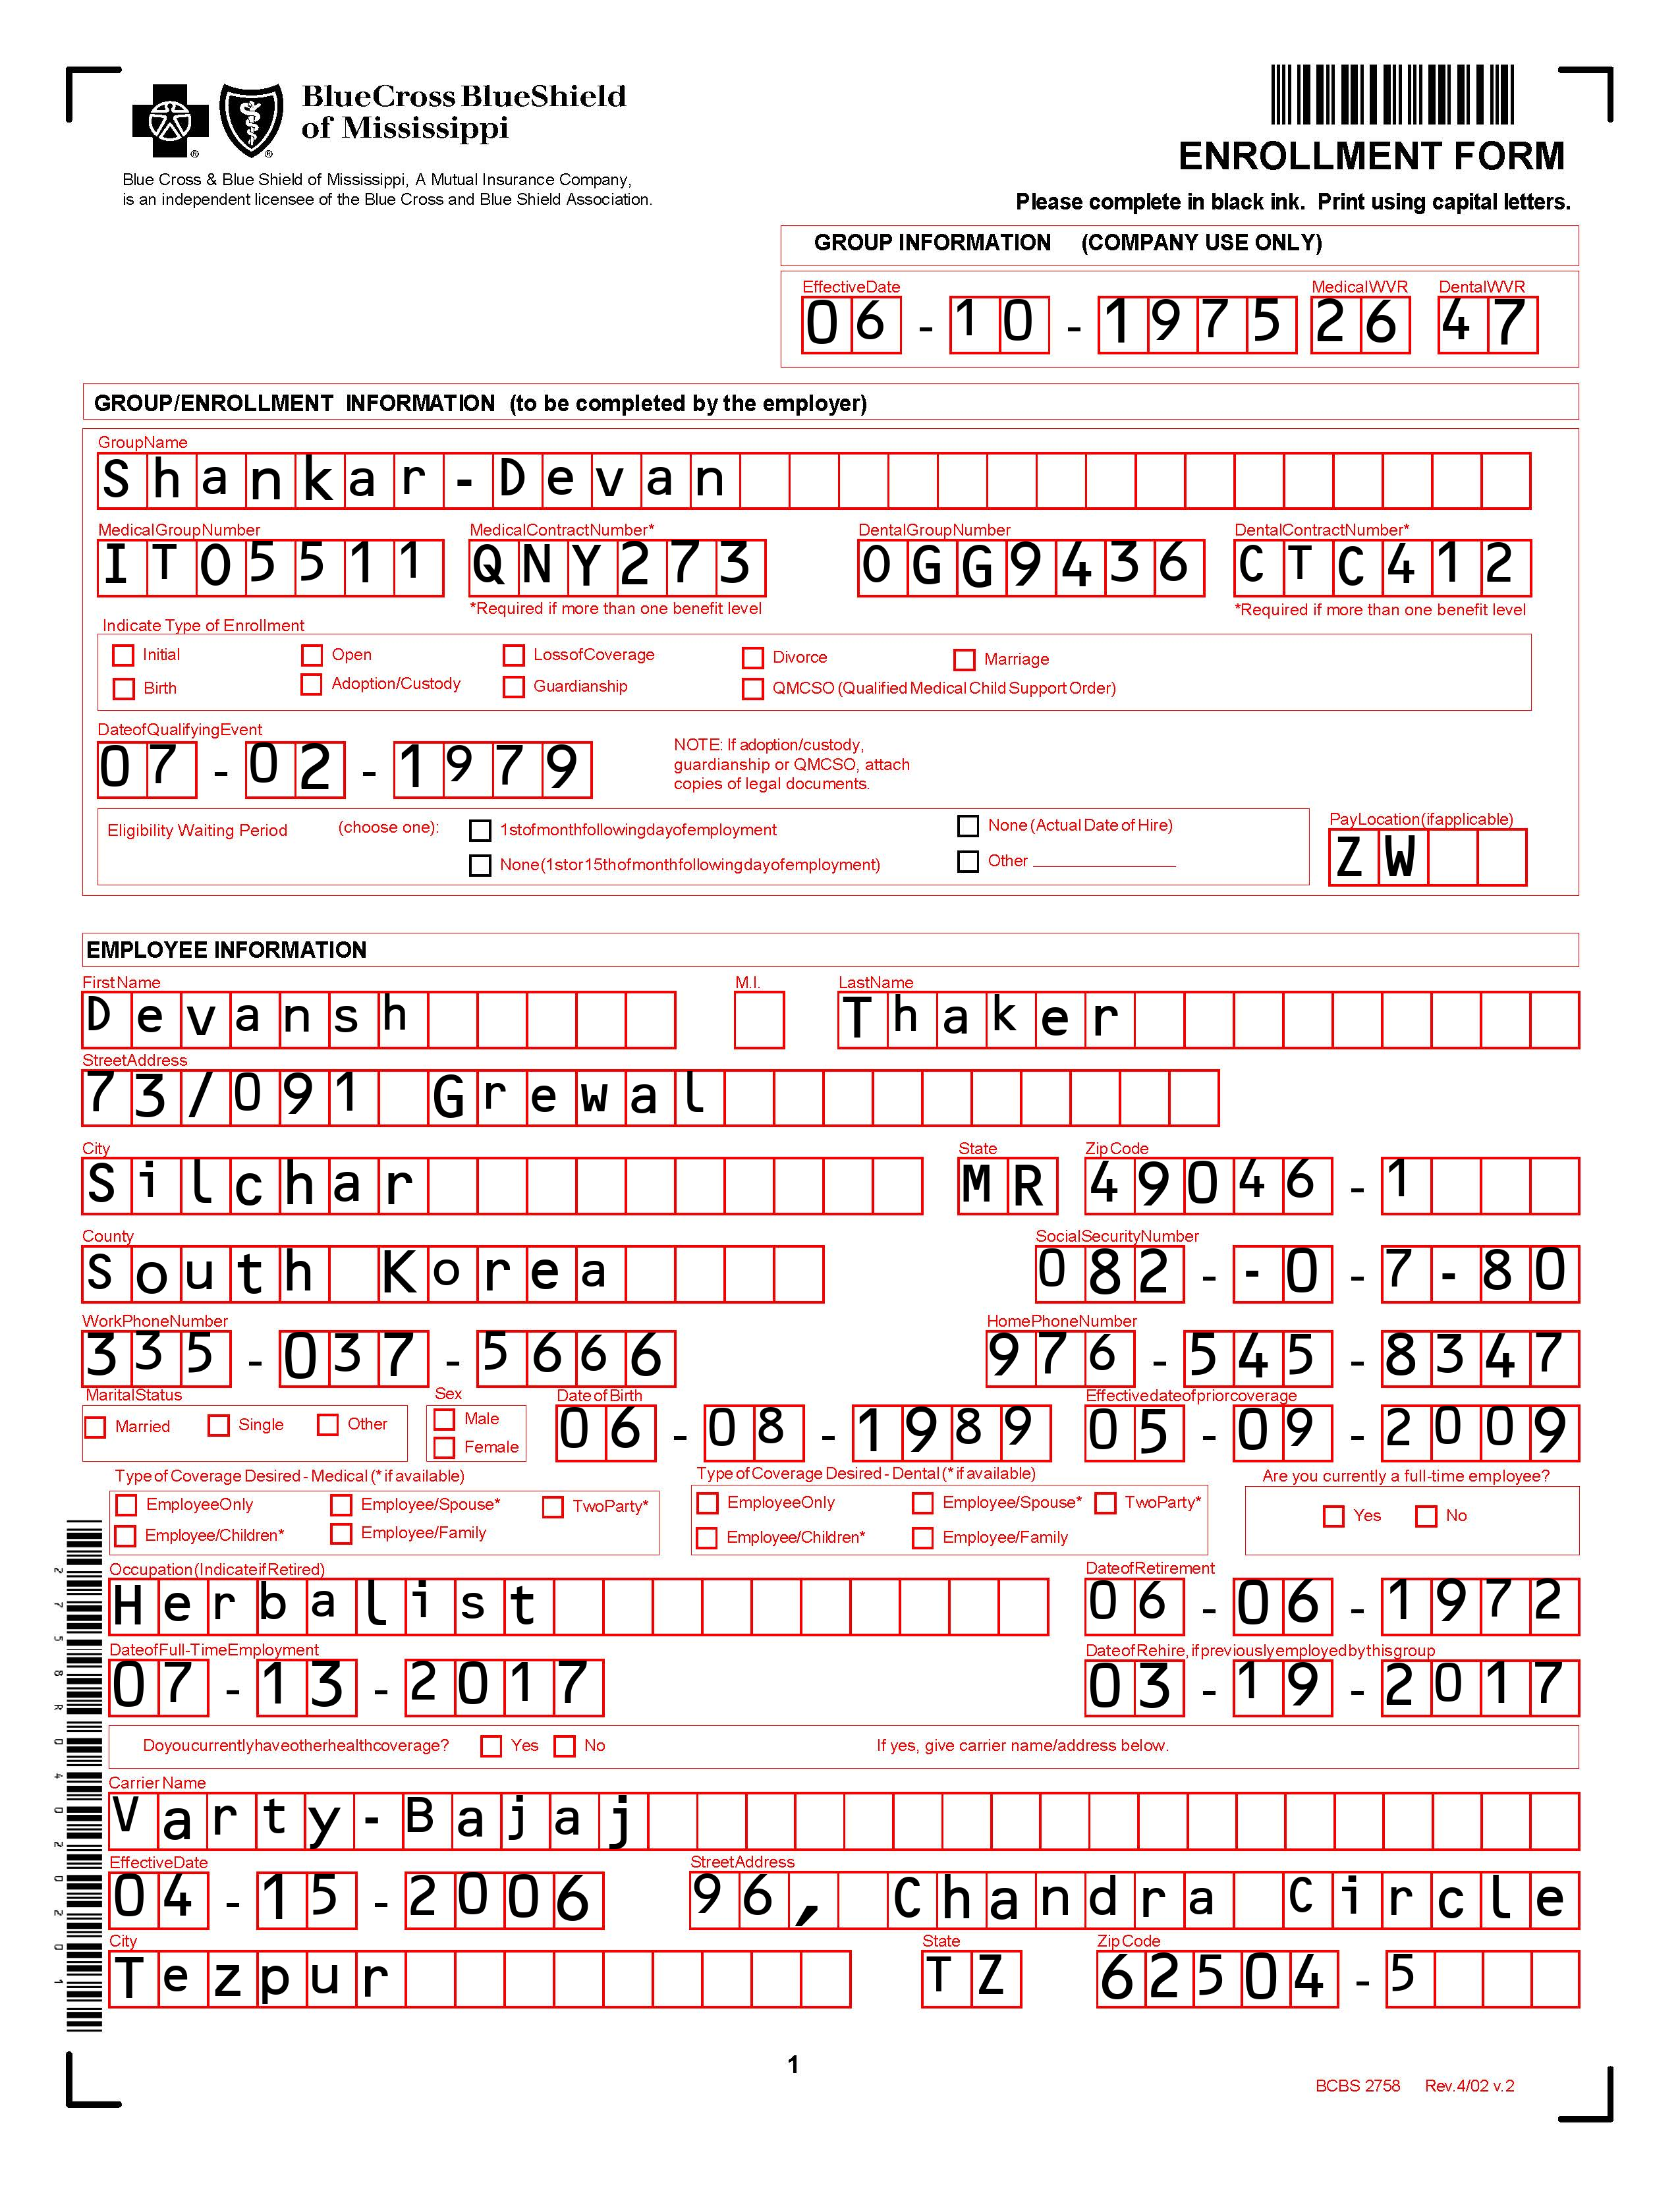 BlueCross BlueShield
of Mississippi
Blue Cross & Blue Shield of Mississippi, A Mutual Insurance Company,
is an independent licensee of the Blue Cross and Blue Shield Association.
ENROLLMENT FORM
Please complete in black ink. Print using capital letters.
GROUP INFORMATION (COMPANY USE ONLY)
EffectiveDate MedicalWVR DentalWVR
06-10-1975 26 47
GROUP/ENROLLMENT INFORMATION (to be completed by the employer)
GroupName
Shankar-Devan
MedicalGroupNumber MedicalContractNumber* DentalGroupNumber DentalContractNumber*
IT05511 QNY273 OGG9436 CTC412
*Required if more than one benefit level *Required if more than one benefit level
Indicate Type of Enrollment
Initial Open LossofCoverage Divorce Marriage
Birth Adoption/Custody Guardianship QMCSO (Qualified Medical Child Support Order)
DateofQualifyingEvent
07-02-1979
NOTE: If adoption/custody,
guardianship or QMCSO, attach
copies of legal documents.
Eligibility Waiting Period (choose one): 1stofmonthfollowingdayofemployment None (Actual Date of Hire)
None(1stor15thofmonthfollowingdayofemployment) Other
PayLocation(ifapplicable)
ZW
EMPLOYEE INFORMATION
FirstName M.I. LastName
Devansh Thaker
StreetAddress
73/091 Grewal
City State Zip Code
Silchar MR 49046-1
County SocialSecurityNumber
South Korea 082--0-7-80
WorkPhoneNumber HomePhoneNumber
335-037-5666 976-545-8347
MaritalStatus Sex Date of Birth Effectivedateofpriorcoverage
Married Single Other Male Female 06-08-1989 05-09-2009
Type of Coverage Desired - Medical (* if available) Type of Coverage Desired - Dental (* if available) Are you currently a full-time employee?
EmployeeOnly Employee/Spouse* TwoParty* EmployeeOnly Employee/Spouse* TwoParty* Yes No
Employee/Children* Employee/Family Employee/Children* Employee/Family
Occupation(IndicateifRetired) DateofRetirement
Herbalist 06-06-1972
DateofFull-TimeEmployment DateofRehire, ifpreviouslyemployedbythisgroup
07-13-2017 03-19-2017
Doyoucurrentlyhaveotherhealthcoverage? Yes No If yes, give carrier name/address below.
Carrier Name
Varty-Bajaj
EffectiveDate StreetAddress
04-15-2006 96, Chandra Circle
City State Zip Code
Tezpur TZ 62504-5
2758R04020201
1
BCBS 2758 Rev.4/02 v.2